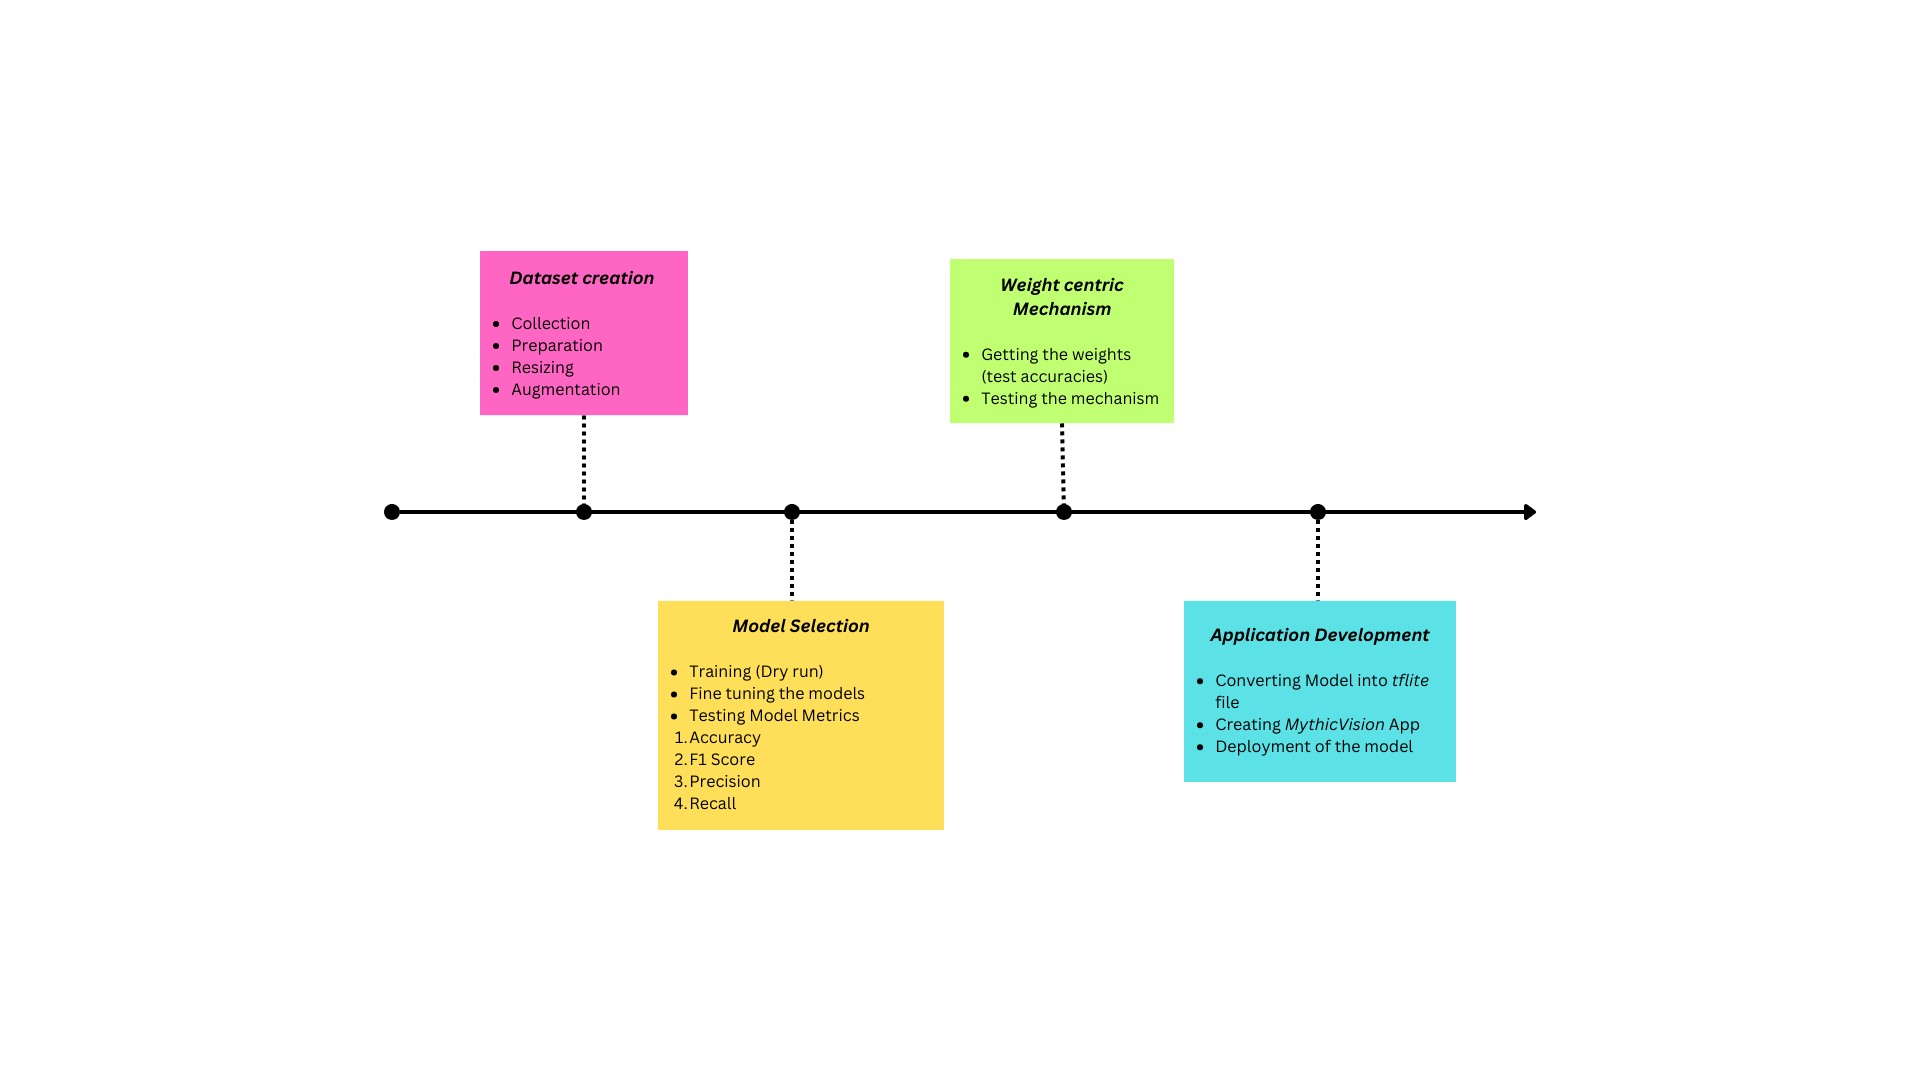 Dataset creation
• Collection
• Preparation
• Resizing
• Augmentation
Model Selection
• Training (Dry run)
• Fine tuning the models
• Testing Model Metrics
1. Accuracy
2. F1 Score
3. Precision
4. Recall
Weight centric
Mechanism
• Getting the weights
(test accuracies)
• Testing the mechanism
Application Development
• Converting Model into tflite
file
• Creating MythicVision App
• Deployment of the model